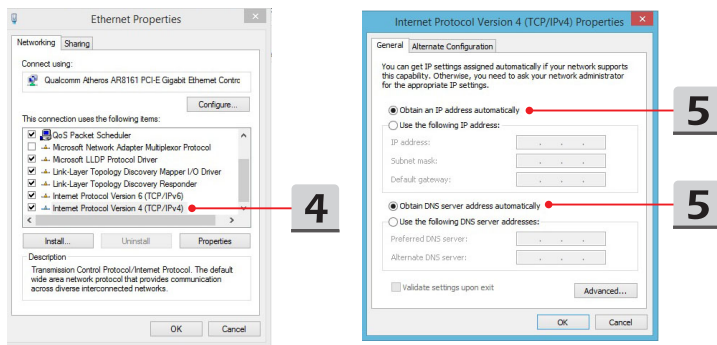 Ethernet Properties
Networking Sharing
Connect using:
Qualcomm Atheros AR8161 PCI-E Gigabit Ethernet Contrc
Configure...
This connection uses the following items:
QoS Packet Scheduler
Microsoft Network Adapter Multiplexor Protocol
Microsoft LLDP Protocol Driver
Link-Layer Topology Discovery Mapper I/O Driver
Link-Layer Topology Discovery Responder
Internet Protocol Version 6 (TCP/IPv6)
Internet Protocol Version 4 (TCP/IPv4)
4
Install... Uninstall Properties
Description
Transmission Control Protocol/Internet Protocol. The default
wide area network protocol that provides communication
across diverse interconnected networks.
OK Cancel
Internet Protocol Version 4 (TCP/IPv4) Properties
General Alternate Configuration
You can get IP settings assigned automatically if your network supports
this capability. Otherwise, you need to ask your network administrator
for the appropriate IP settings.
Obtain an IP address automatically
5
Use the following IP address:
IP address:
Subnet mask:
Default gateway:
Obtain DNS server address automatically
5
Use the following DNS server addresses:
Preferred DNS server:
Alternate DNS server:
Validate settings upon exit
Advanced...
OK Cancel